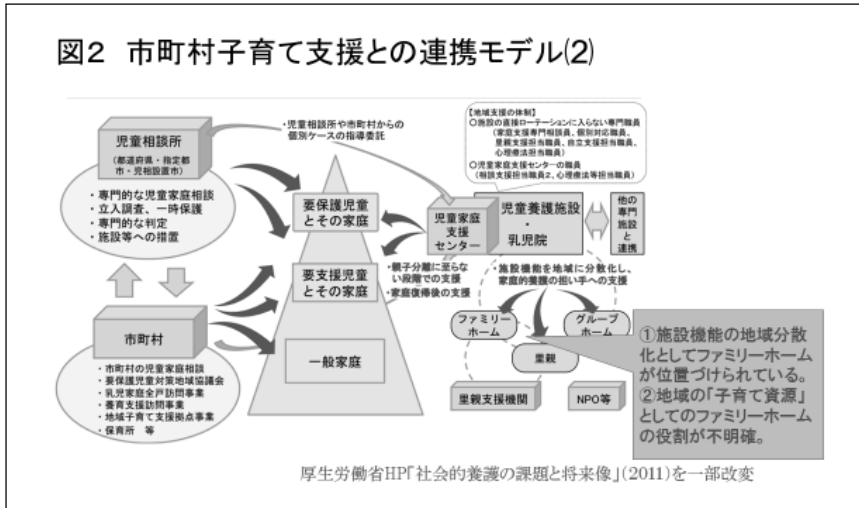 図2 市町村子育て支援との連携モデル(2)
児童相談所
(都道府県・指定都
市・児相設置市)
・専門的な児童家庭相談
・立入調査、一時保護
・専門的な判定
・施設等への措置
・児童相談所や市町村からの
個別ケースの指導委託
【地域支援の体制】
○施設の直接ローテーションに入らない専門職員
(家庭支援専門相談員、個別対応職員、
里親支援担当職員、自立支援担当職員、
心理療法担当職員)
○児童家庭支援センターの職員
(相談支援担当職員2、心理療法等担当職員)
要保護児童
とその家庭
児童家庭
支援
センター
児童養護施設
・
乳児院
他の
専門
施設
と
連携
・親子分離に至らな
い段階での支援
・家庭復帰後の支援
・施設機能を地域に分散化し、
家庭的養護の担い手への支援
要支援児童
とその家庭
一般家庭
市町村
・市町村の児童家庭相談
・要保護児童対策地域協議会
・乳児家庭全戸訪問事業
・養育支援訪問事業
・地域子育て支援拠点事業
・保育所 等
ファミリー
ホーム
グループ
ホーム
里親
里親支援機関
NPO等
①施設機能の地域分散
化としてファミリーホーム
が位置づけられている。
②地域の「子育て資源」
としてのファミリーホーム
の役割が不明確。
厚生労働省HP「社会的養護の課題と将来像」(2011)を一部改変